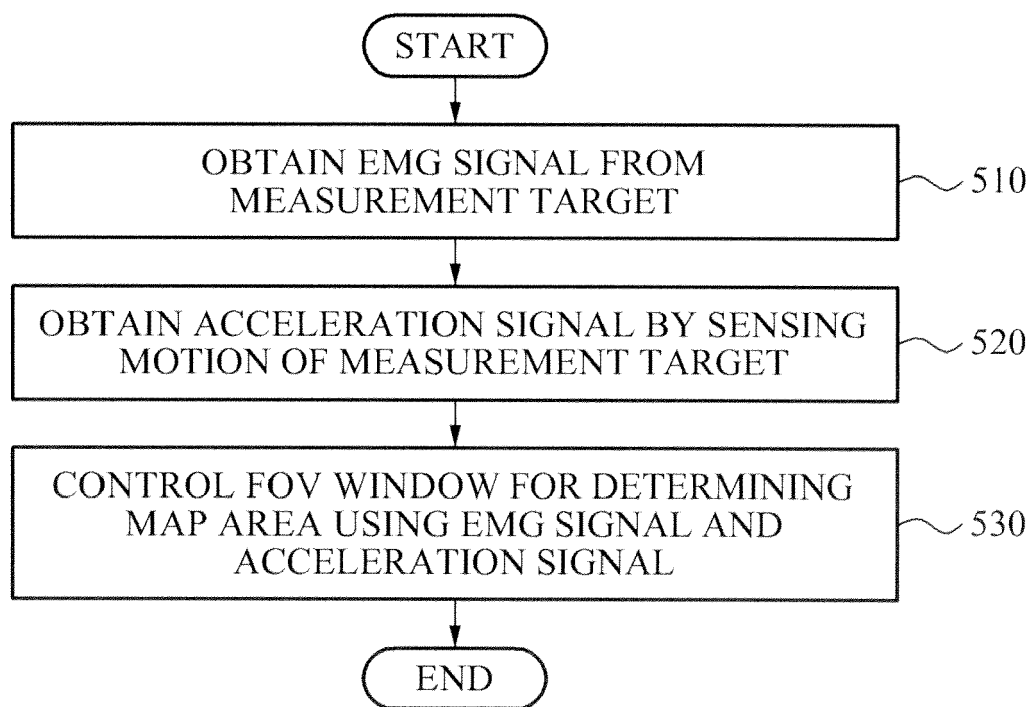 START
OBTAIN EMG SIGNAL FROM
MEASUREMENT TARGET
510
OBTAIN ACCELERATION SIGNAL BY SENSING
MOTION OF MEASUREMENT TARGET
520
CONTROL FOV WINDOW FOR DETERMINING
MAP AREA USING EMG SIGNAL AND
ACCELERATION SIGNAL
530
END